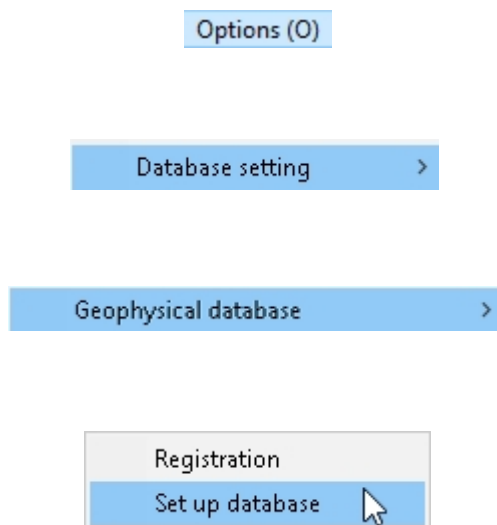 Options (O)
Database setting
Geophysical database
Registration
Set up database